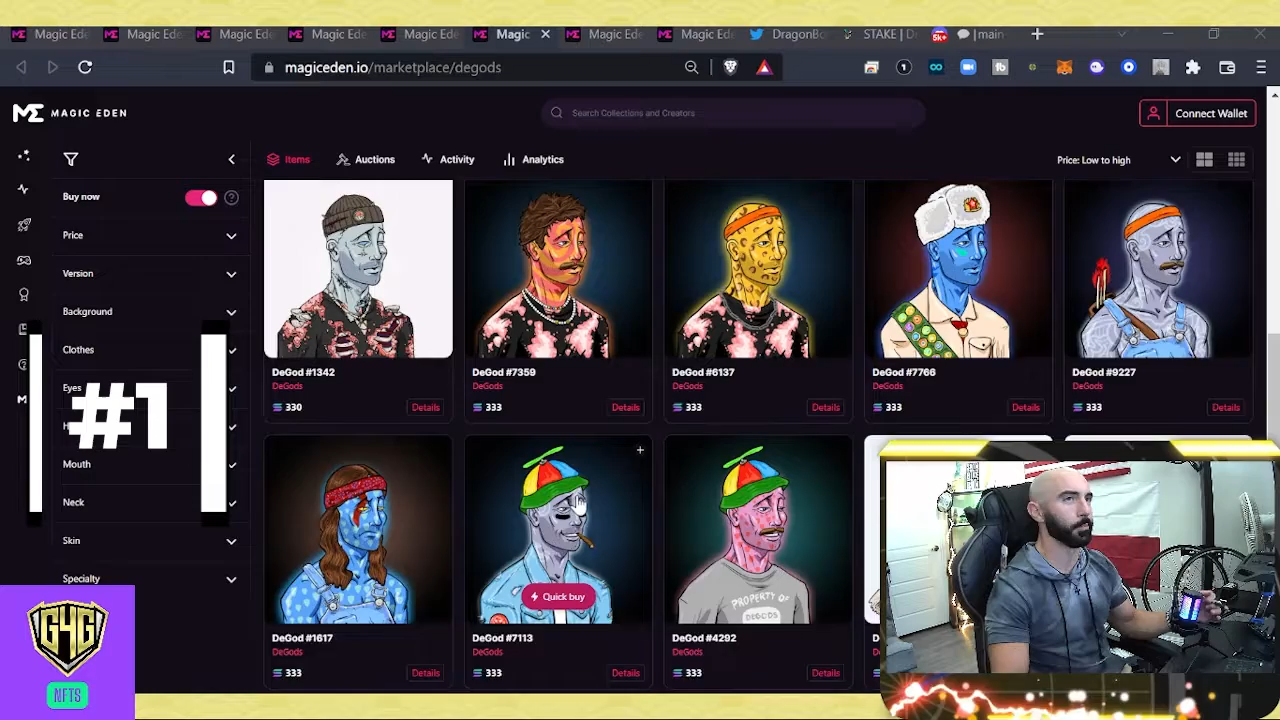 Magic Ede
Magic Ede
Magic Ede
Magic Ede
Magic Ede
Magic
Magic Ede
Magic Ede
DragonBo
STAKE | D
5k+
| main
magiceden.io/marketplace/degods
MAGIC EDEN
Search Collections and Creators
Connect Wallet
Items
Auctions
Activity
Analytics
Price: Low to high
Buy now
Price
Version
Background
Clothes
Eyes
Mouth
Neck
Skin
Specialty
#1
DeGod #1342
DeGods
330
Details
DeGod #7359
DeGods
333
Details
DeGod #6137
DeGods
333
Details
DeGod #7766
DeGods
333
Details
DeGod #9227
DeGods
333
Details
DeGod #1617
DeGods
333
Details
Quick buy
DeGod #7113
DeGods
333
Details
PROPERTY OF
DEGODS
DeGod #4292
DeGods
333
Details
G4G
NFTS